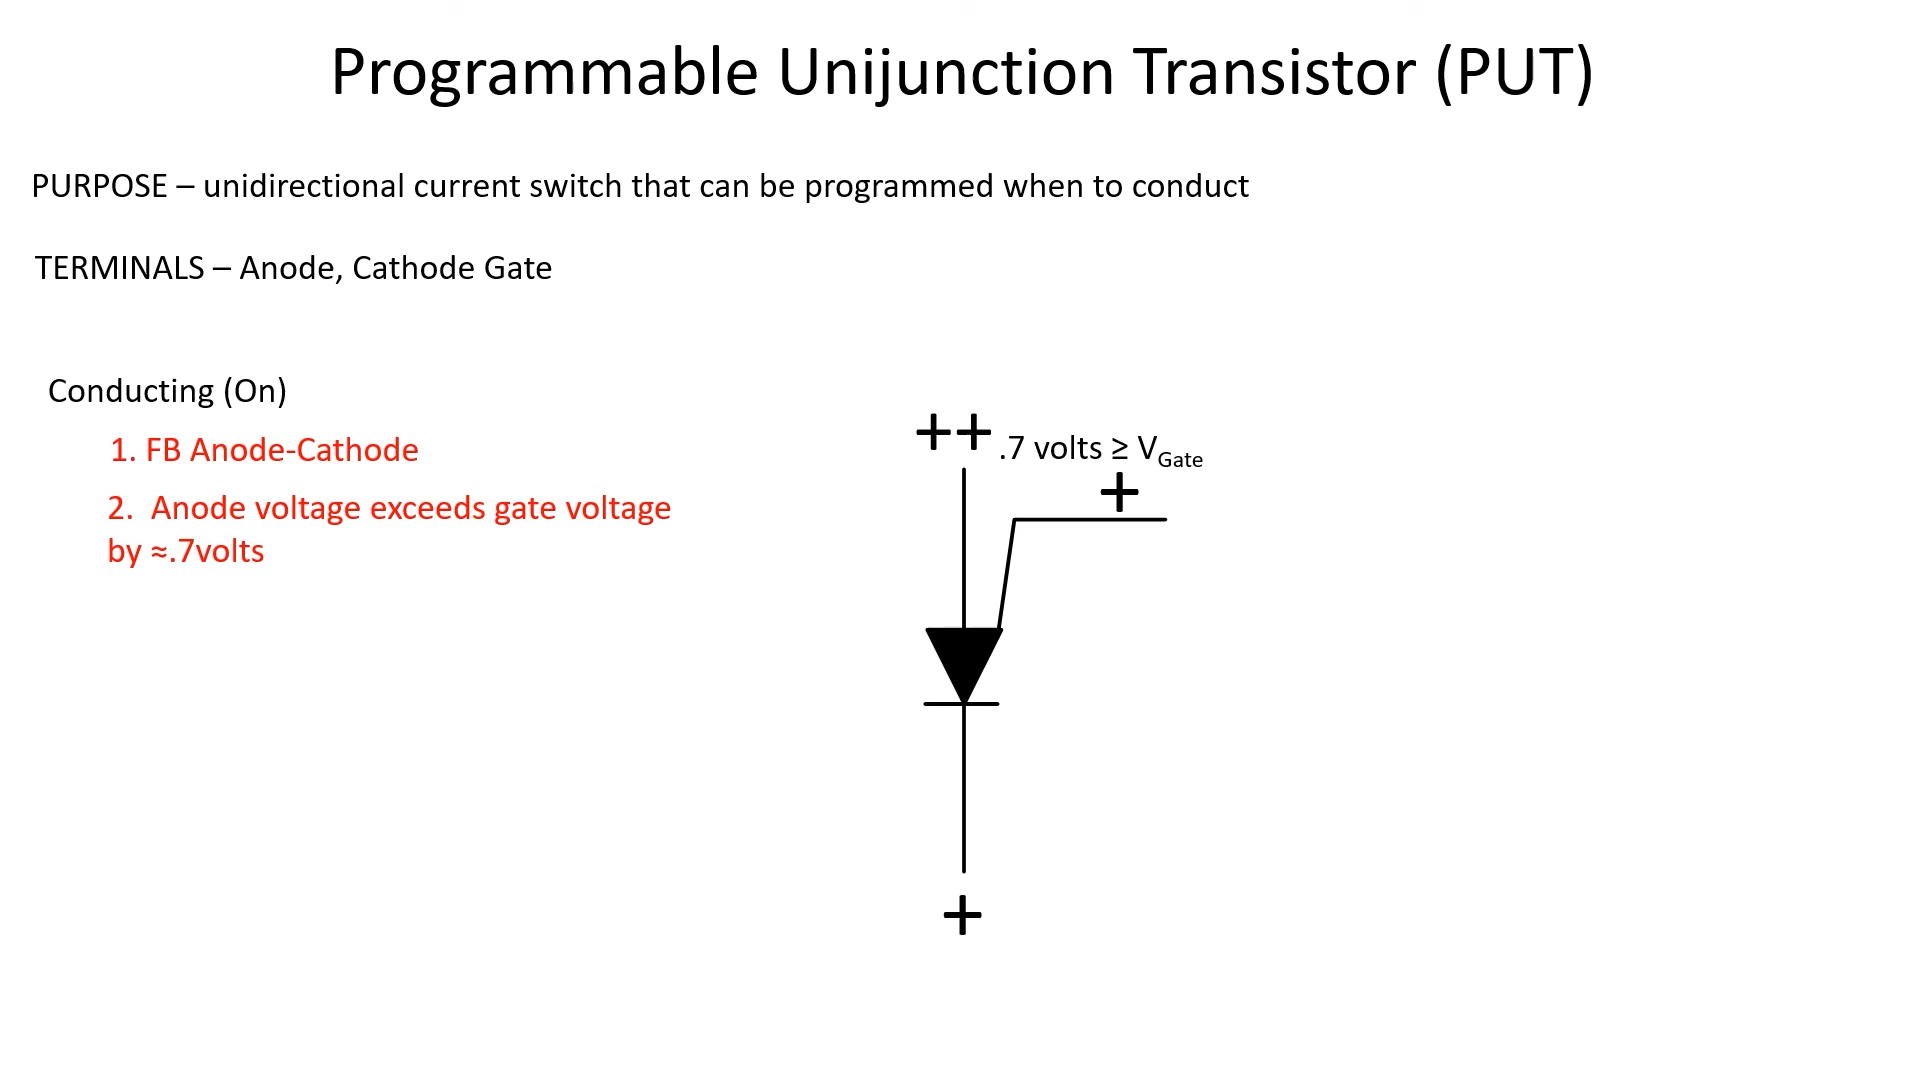 Programmable Unijunction Transistor (PUT)
PURPOSE – unidirectional current switch that can be programmed when to conduct
TERMINALS – Anode, Cathode Gate
Conducting (On)
1. FB Anode-Cathode
2. Anode voltage exceeds gate voltage
by ≈.7volts
++ .7 volts ≥ VGate
+
+